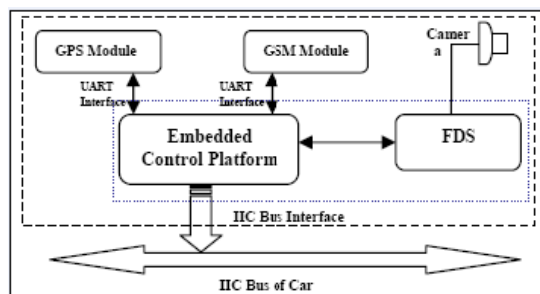 GPS Module
GSM Module
Camer
a
UART
Interface
UART
Interface
Embedded
Control Platform
FDS
IIC Bus Interface
IIC Bus of Car